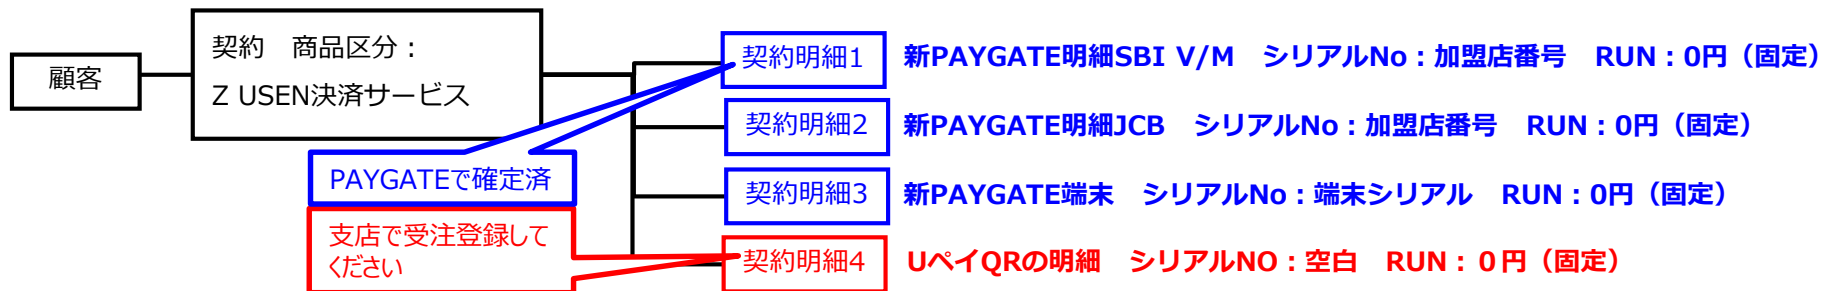 顧客
契約　商品区分：
Z USEN決済サービス
契約明細1　新PAYGATE明細SBI V/M　シリアルNo：加盟店番号　RUN：0円（固定）
契約明細2　新PAYGATE明細JCB　シリアルNo：加盟店番号　RUN：0円（固定）
PAYGATEで確定済
契約明細3　新PAYGATE端末　シリアルNo：端末シリアル　RUN：0円（固定）
支店で受注登録して
ください
契約明細4　UペイQRの明細　シリアルNO：空白　RUN：０円（固定）